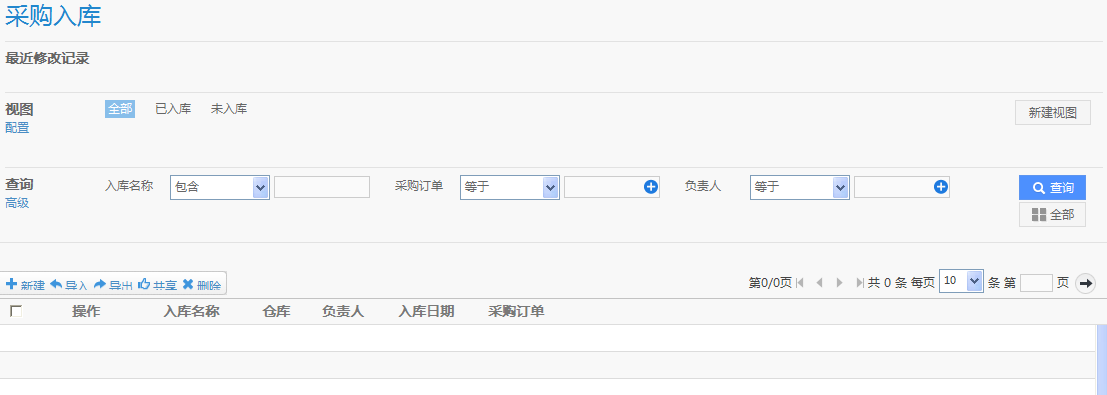 采购入库
最近修改记录
视图 全部 已入库 未入库 新建视图
配置
查询 入库名称 包含 采购订单 等于 负责人 等于 查询
高级 全部
新建 导入 导出 共享 删除 第0/0页 共 0 条 每页 10 条 第 页
操作 入库名称 仓库 负责人 入库日期 采购订单